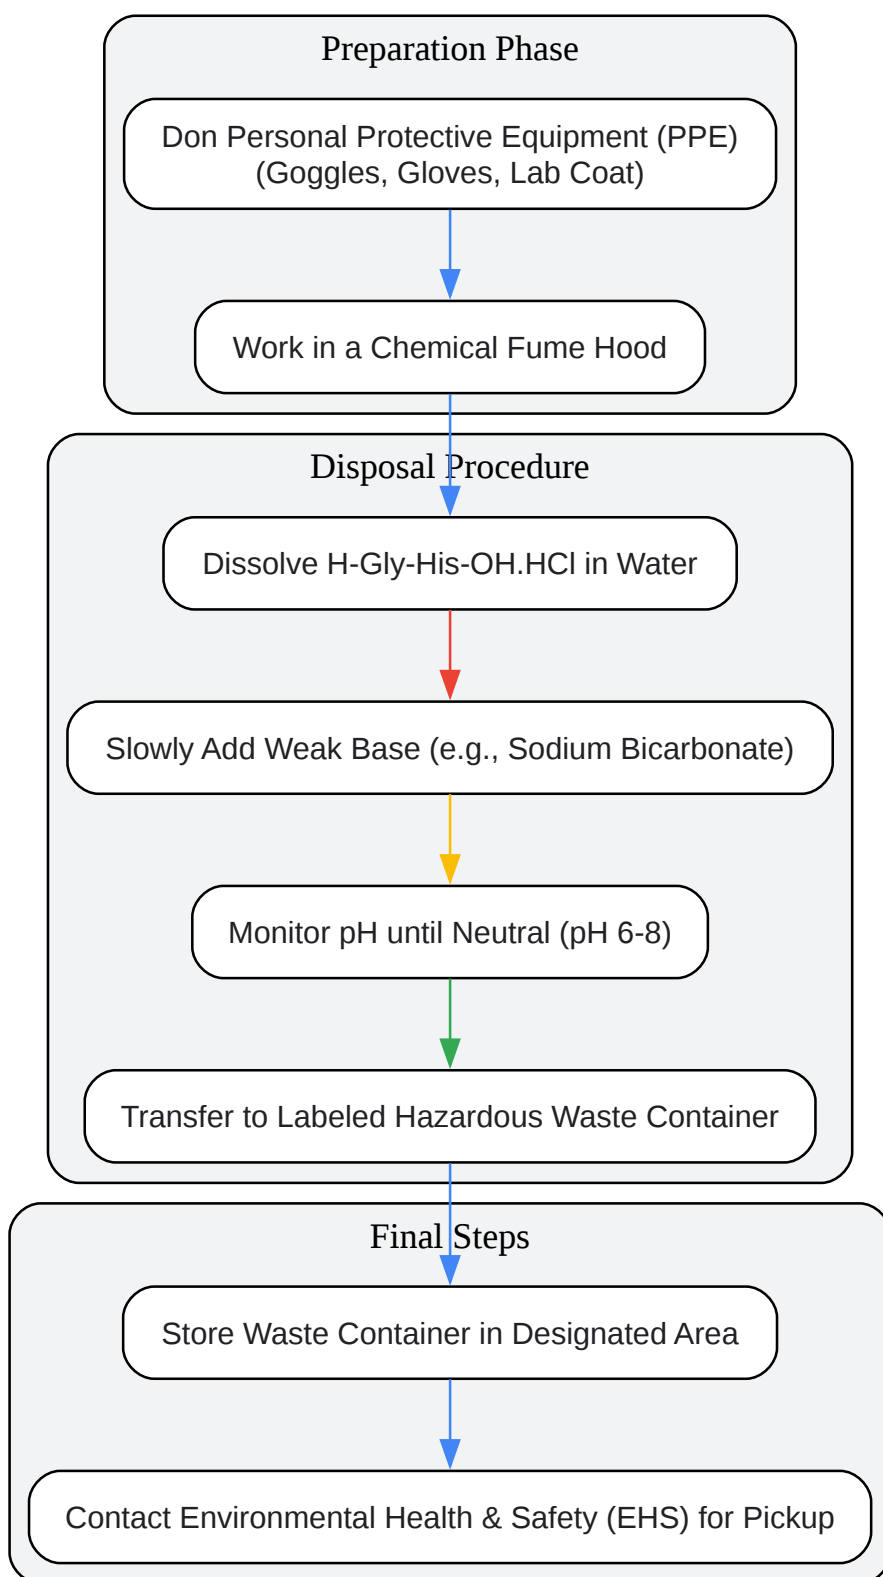 Preparation Phase
Don Personal Protective Equipment (PPE)
(Goggles, Gloves, Lab Coat)
Work in a Chemical Fume Hood
Disposal Procedure
Dissolve H-Gly-His-OH.HCl in Water
Slowly Add Weak Base (e.g., Sodium Bicarbonate)
Monitor pH until Neutral (pH 6-8)
Transfer to Labeled Hazardous Waste Container
Final Steps
Store Waste Container in Designated Area
Contact Environmental Health & Safety (EHS) for Pickup